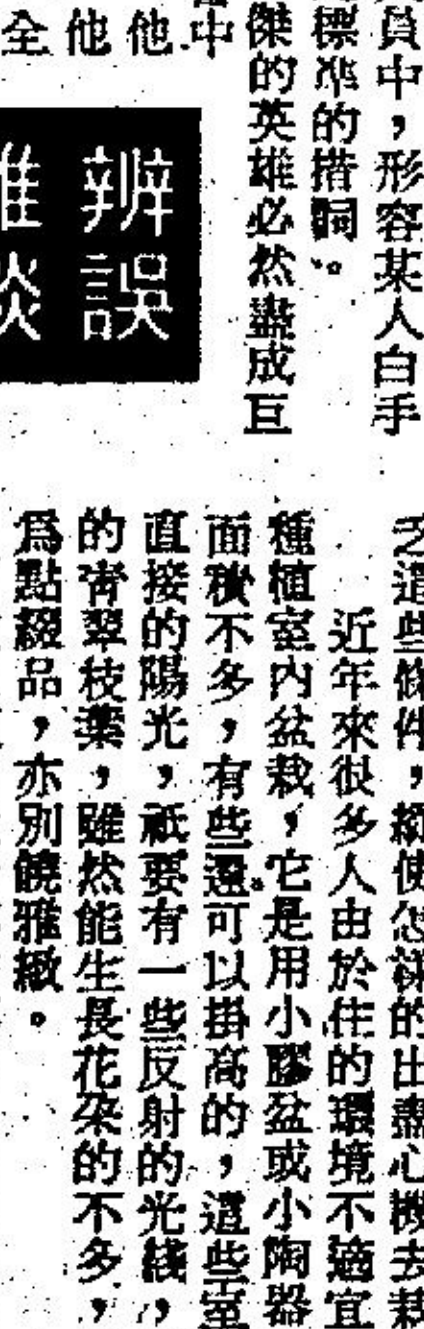 員中，形容某人白手
標準的措詞。
傑的英雄必然盡成巨
中
他
他
全
辨誤
乏這些條件，縱使怎樣的出盡心機去栽
近年來很多人由於住的環境不適宜
種植室內盆栽，它是用小膠盆或小陶器
面積不多，有些還可以掛高的，這些室
直接的陽光，祇要有一些反射的光綫，
的青翠枝葉，雖然能生長花朶的不多，
爲點綴品，亦別饒雅緻。